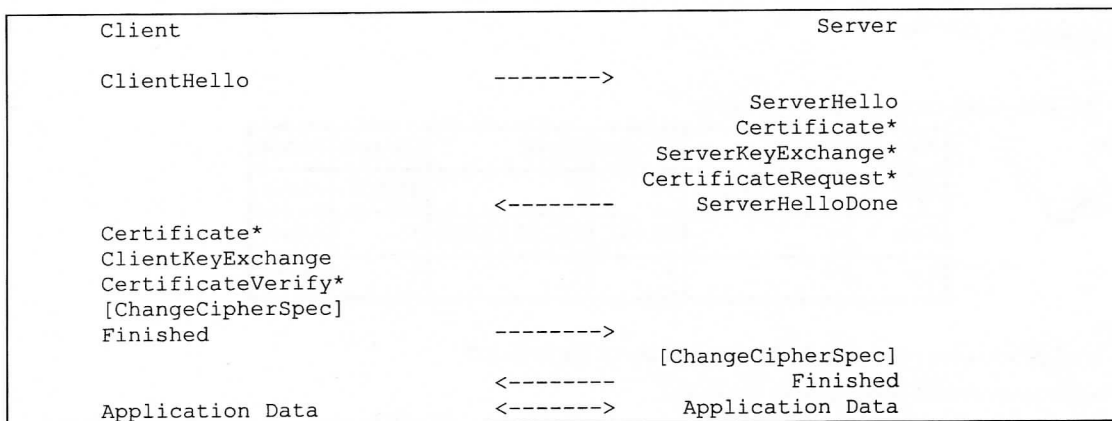 Client Server
ClientHello -------->
ServerHello
Certificate*
ServerKeyExchange*
CertificateRequest*
<-------- ServerHelloDone
Certificate*
ClientKeyExchange
CertificateVerify*
[ChangeCipherSpec]
Finished -------->
[ChangeCipherSpec]
<-------- Finished
Application Data <-------> Application Data